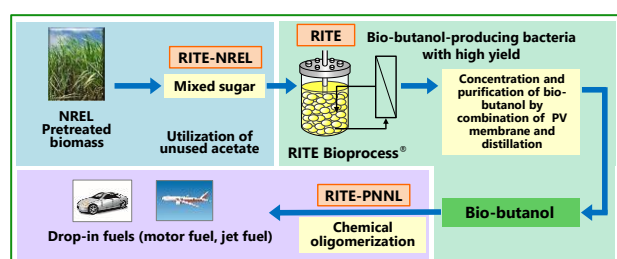 RITE-NREL
Mixed sugar
NREL
Pretreated
biomass
Utilization of
unused acetate
RITE
Bio-butanol-producing bacteria
with high yield
RITE Bioprocess®
Concentration and
purification of bio-
butanol by
combination of PV
membrane and
distillation
Bio-butanol
RITE-PNNL
Chemical
oligomerization
Drop-in fuels (motor fuel, jet fuel)